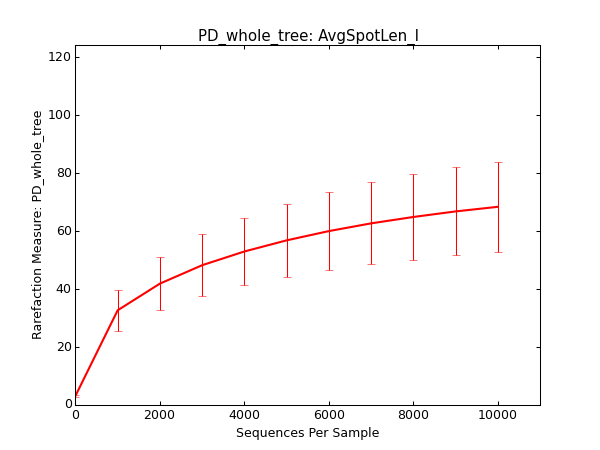 PD_whole_tree: AvgSpotLen_l
120
100
80
60
40
20
0
Rarefaction Measure: PD_whole_tree
0 2000 4000 6000 8000 10000
Sequences Per Sample